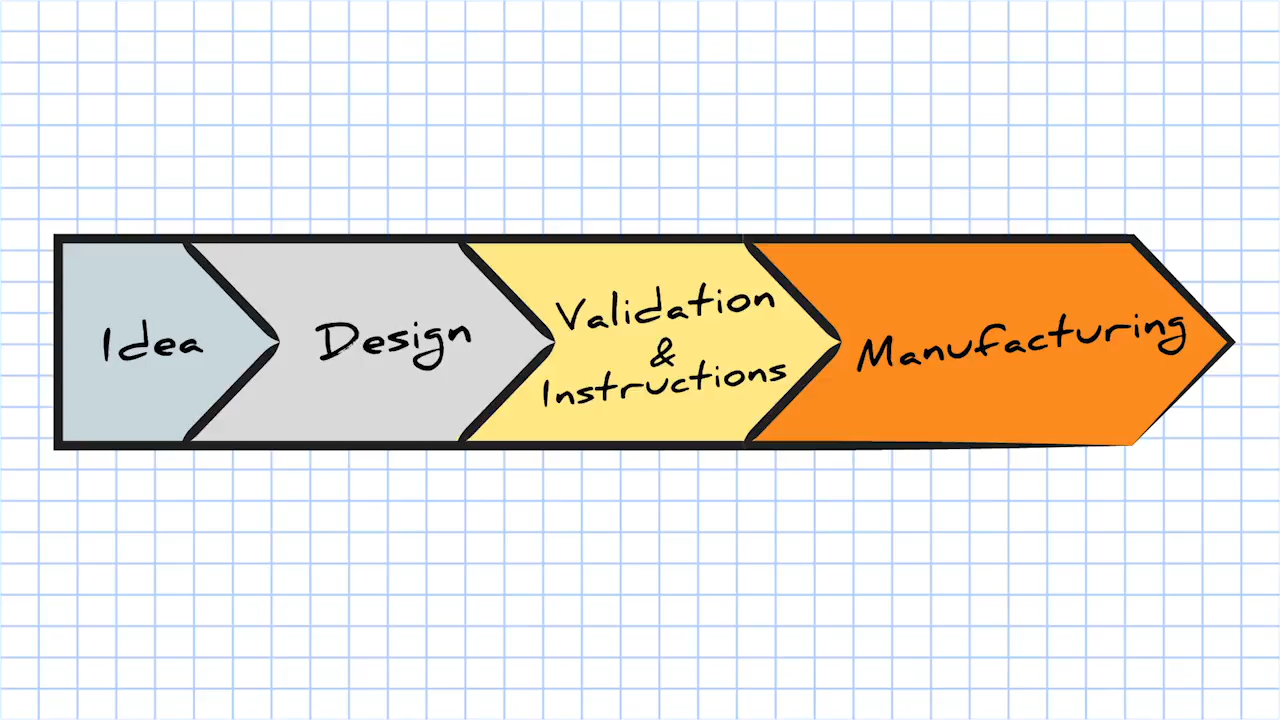 Idea
Design
Validation
&
Instructions
Manufacturing